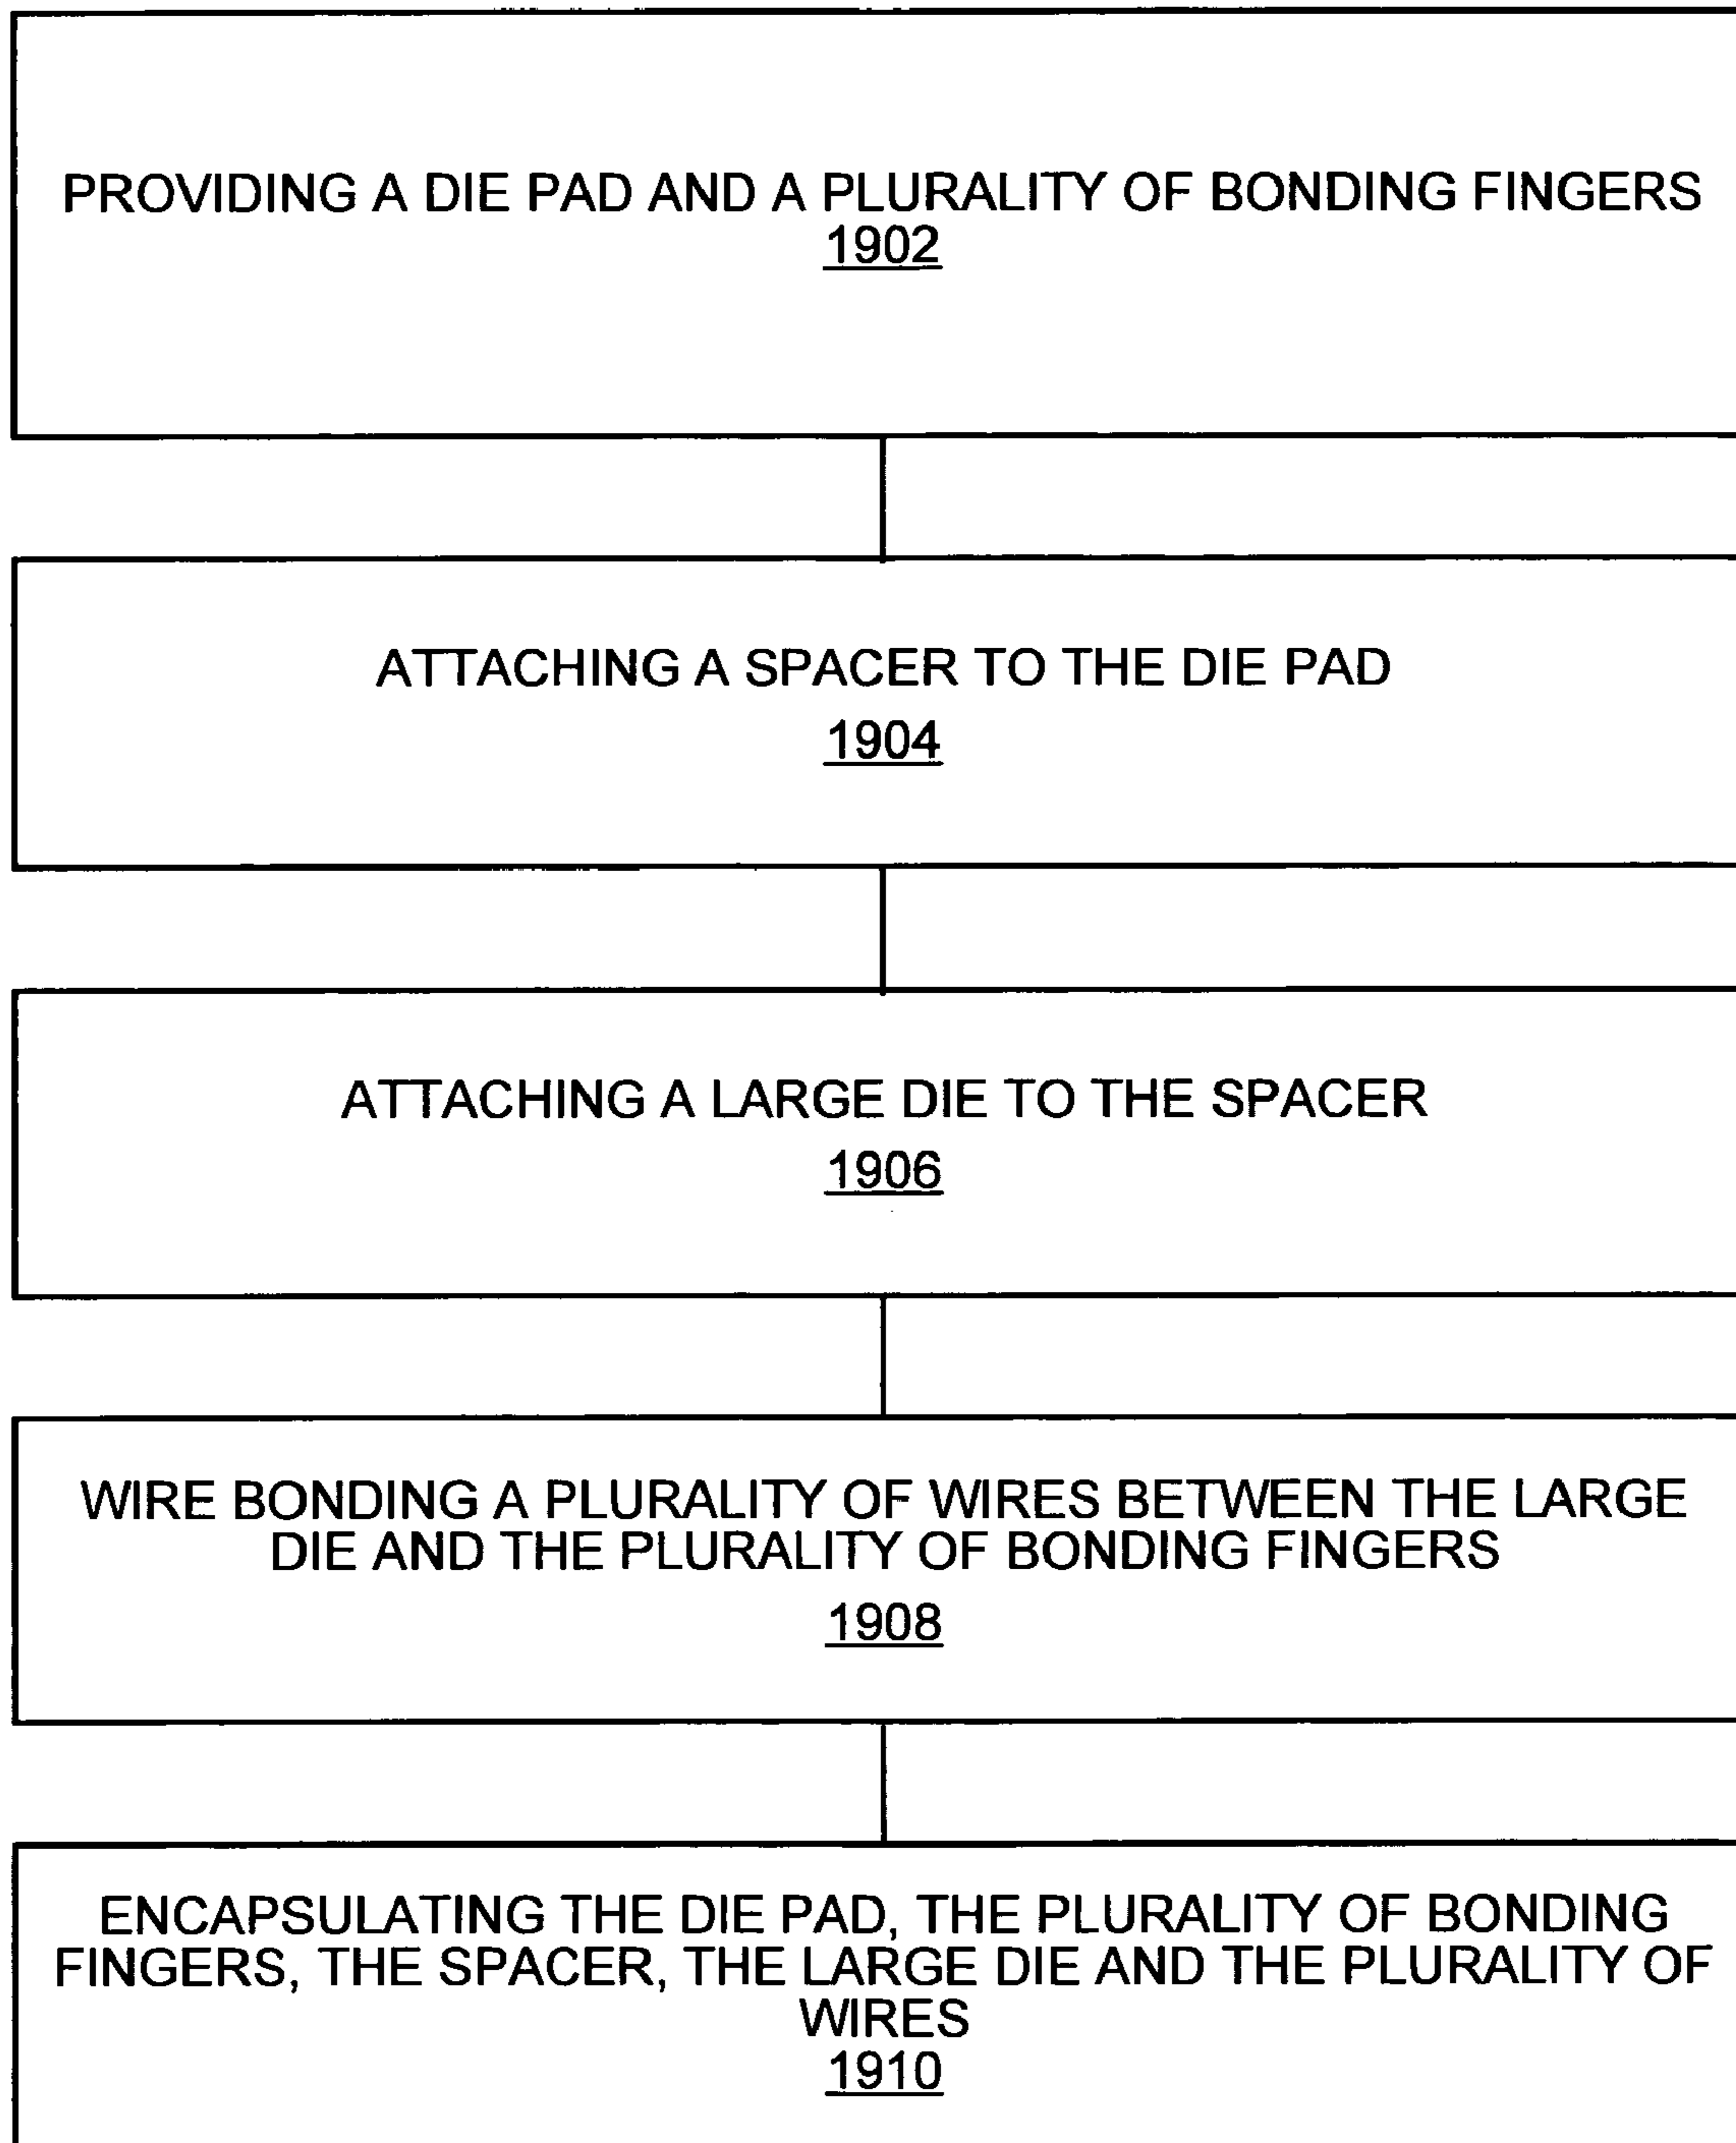 PROVIDING A DIE PAD AND A PLURALITY OF BONDING FINGERS
1902
ATTACHING A SPACER TO THE DIE PAD
1904
ATTACHING A LARGE DIE TO THE SPACER
1906
WIRE BONDING A PLURALITY OF WIRES BETWEEN THE LARGE
DIE AND THE PLURALITY OF BONDING FINGERS
1908
ENCAPSULATING THE DIE PAD, THE PLURALITY OF BONDING
FINGERS, THE SPACER, THE LARGE DIE AND THE PLURALITY OF
WIRES
1910